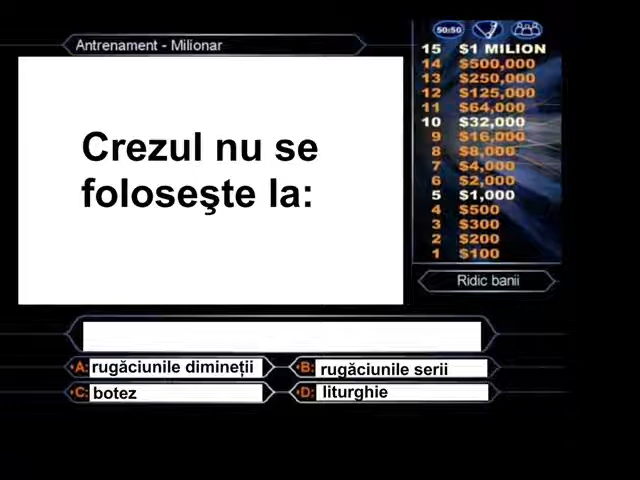 Antrenament - Milionar
Crezul nu se
foloseşte la:
50:50
15 $1 MILION
14 $500,000
13 $250,000
12 $125,000
11 $64,000
10 $32,000
9 $16,000
8 $8,000
7 $4,000
6 $2,000
5 $1,000
4 $500
3 $300
2 $200
1 $100
Ridic banii
A: rugăciunile dimineții
B: rugăciunile serii
C: botez
D: liturghie